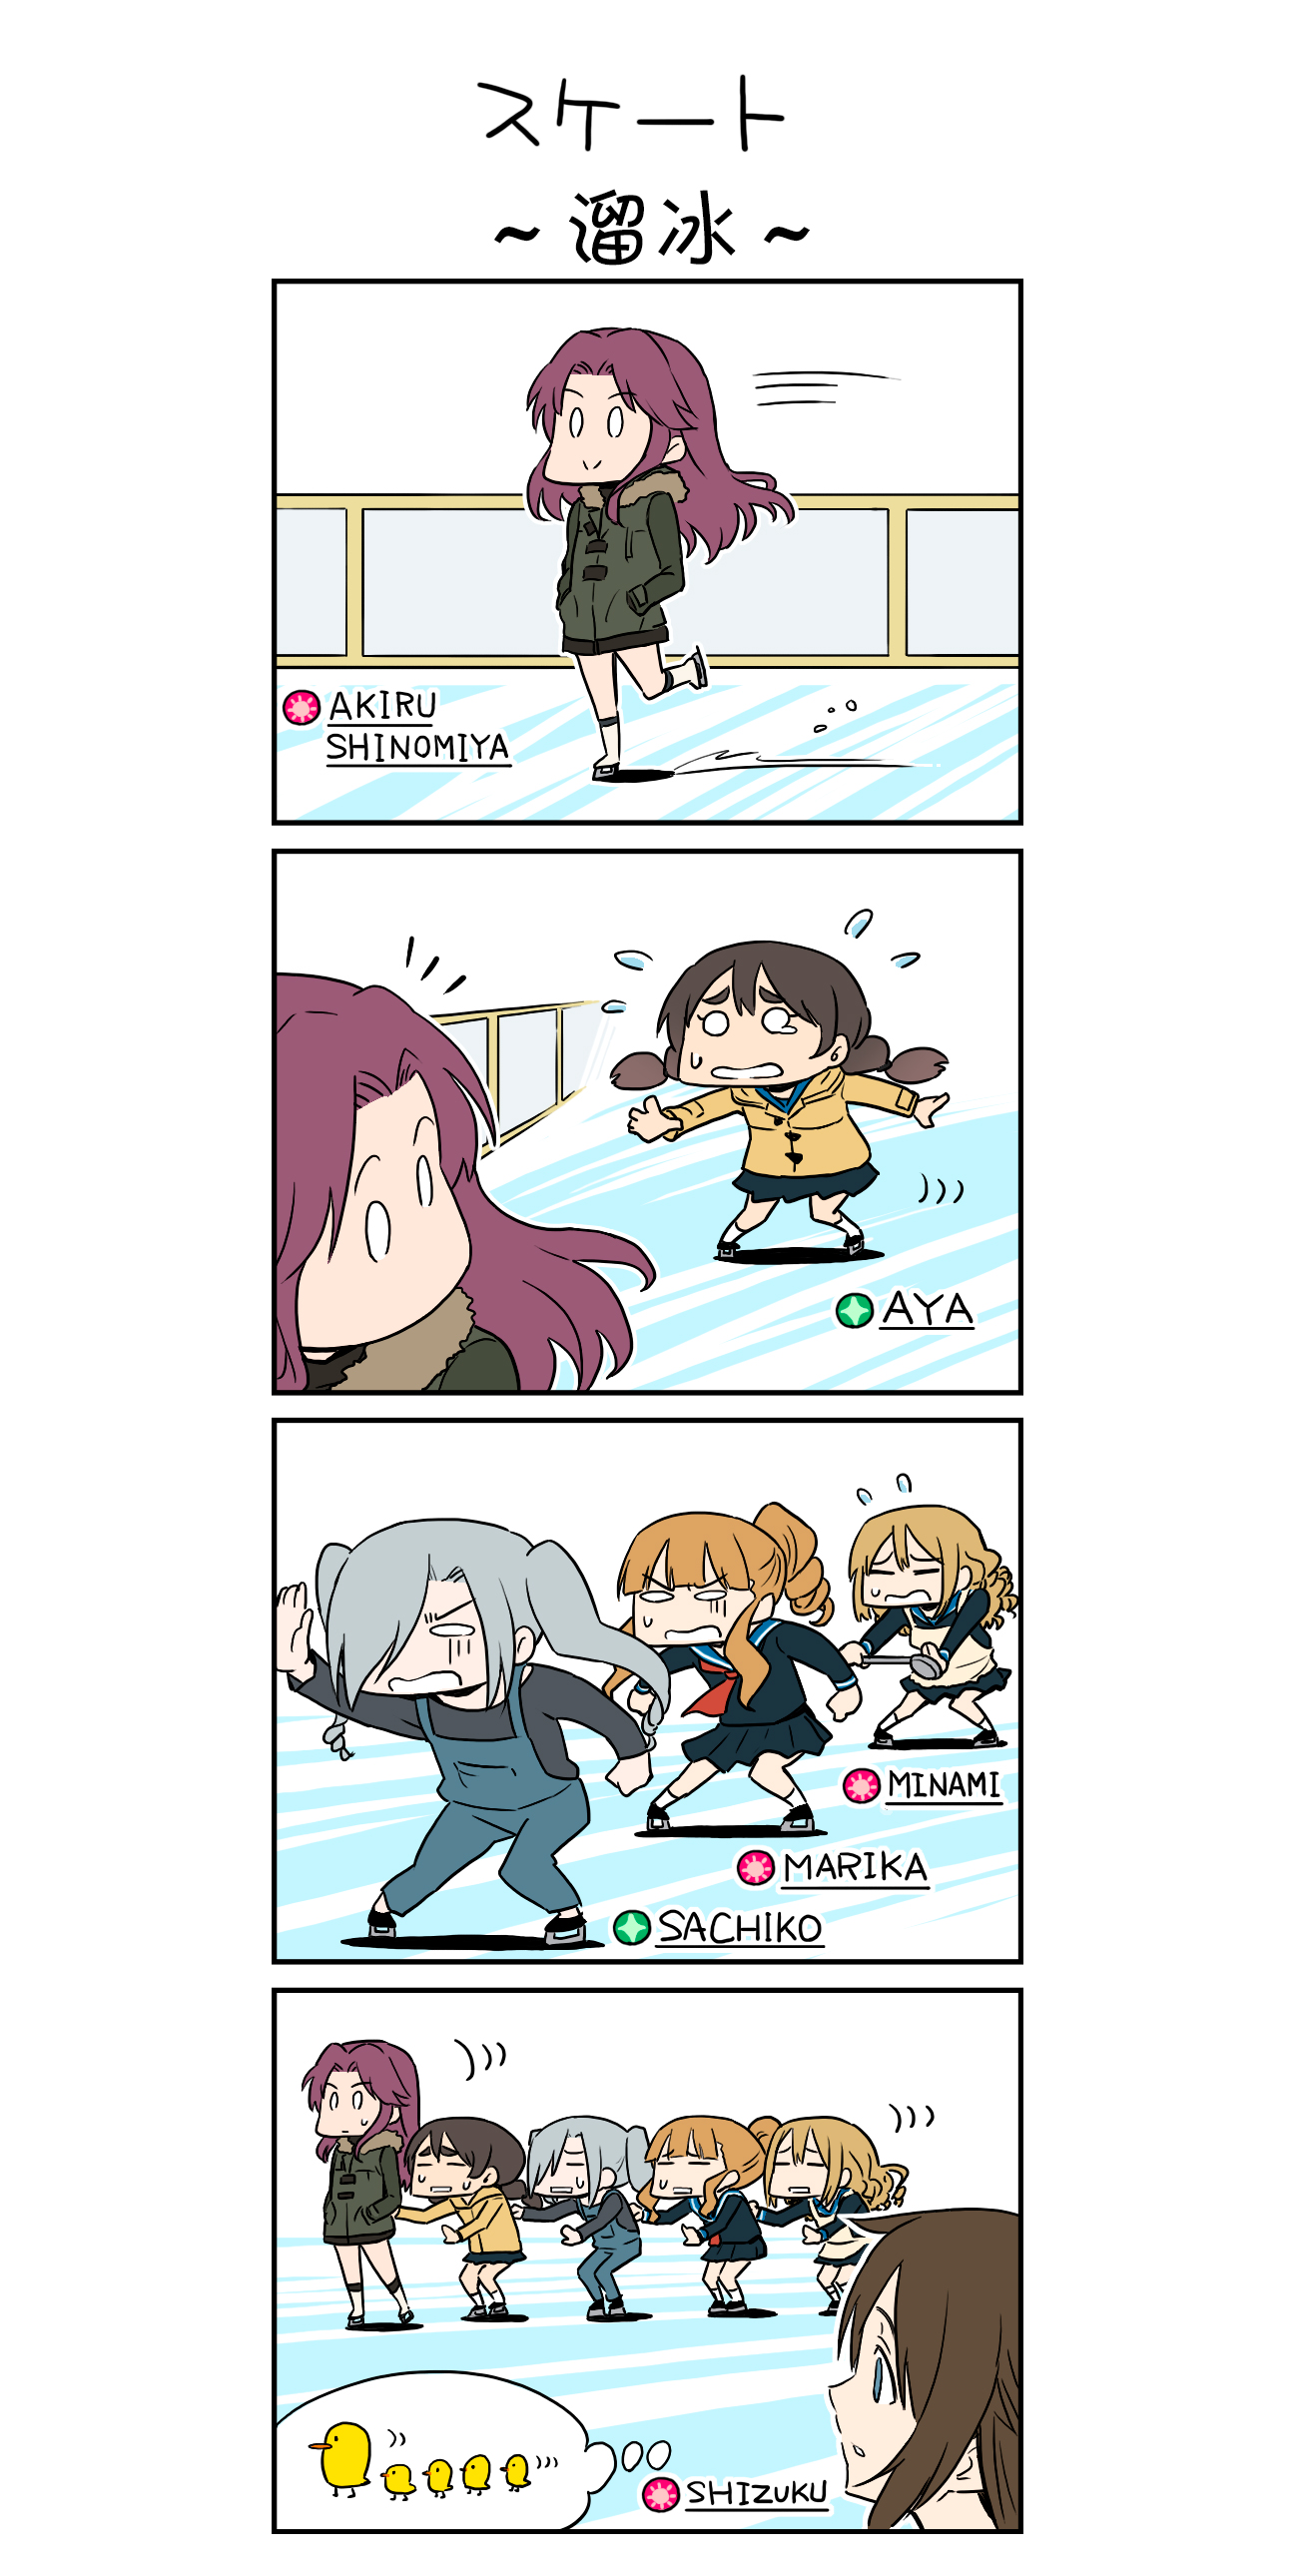 スケート
~溜冰~
AKIRU
SHINOMIYA
AYA
MINAMI
MARIKA
SACHIKO
SHIZUKU